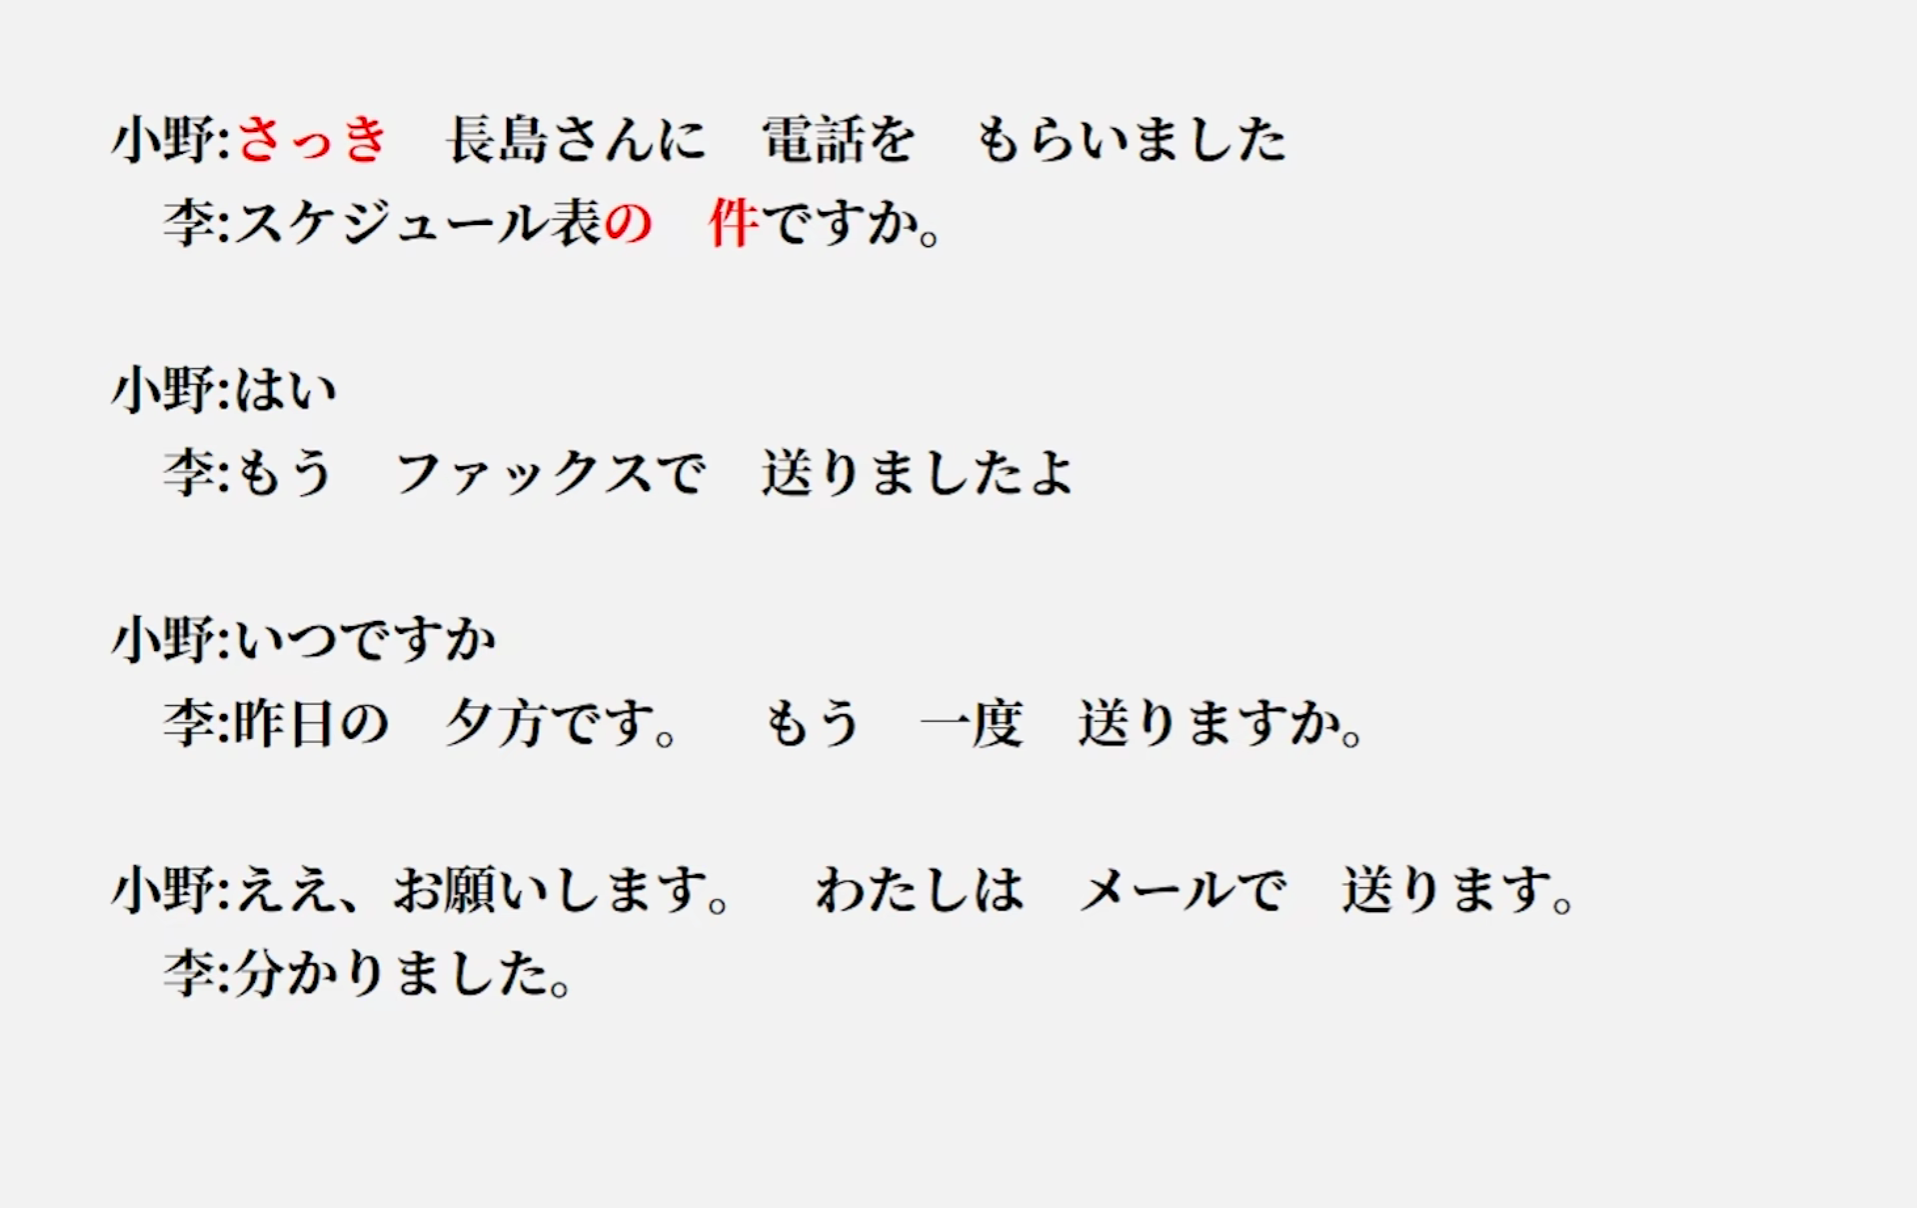 小野:さっき　長島さんに　電話を　もらいました
李:スケジュール表の　件ですか。
小野:はい
李:もう　ファックスで　送りましたよ
小野:いつですか
李:昨日の　夕方です。　もう　一度　送りますか。
小野:ええ、お願いします。　わたしは　メールで　送ります。
李:分かりました。